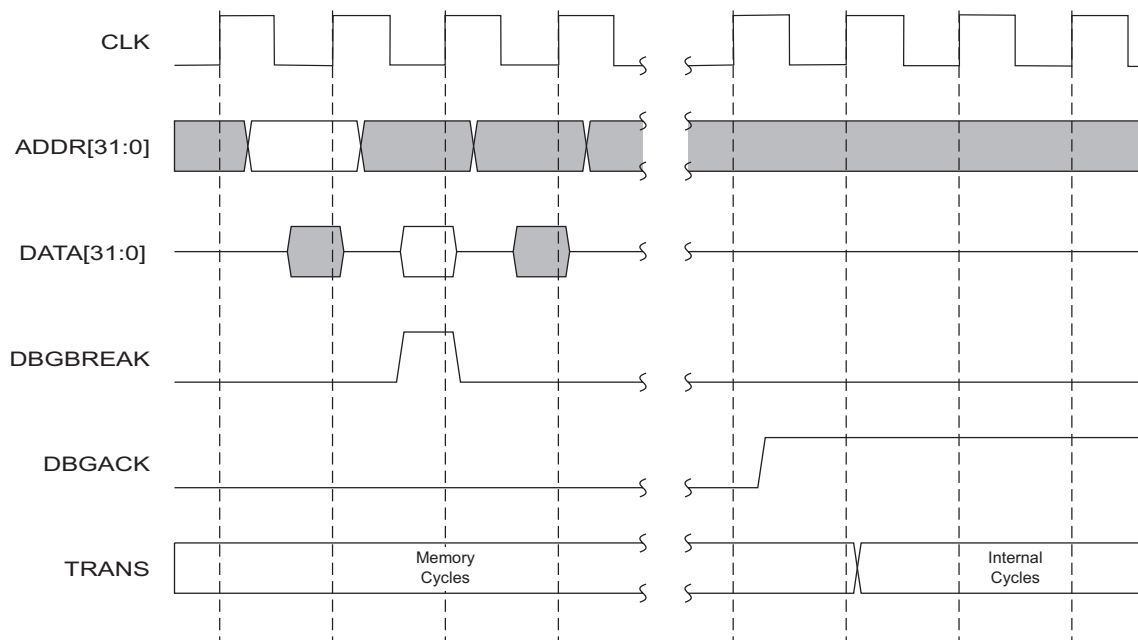 CLK
ADDR[31:0]
DATA[31:0]
DBGBREAK
DBGACK
TRANS
Memory
Cycles
Internal
Cycles